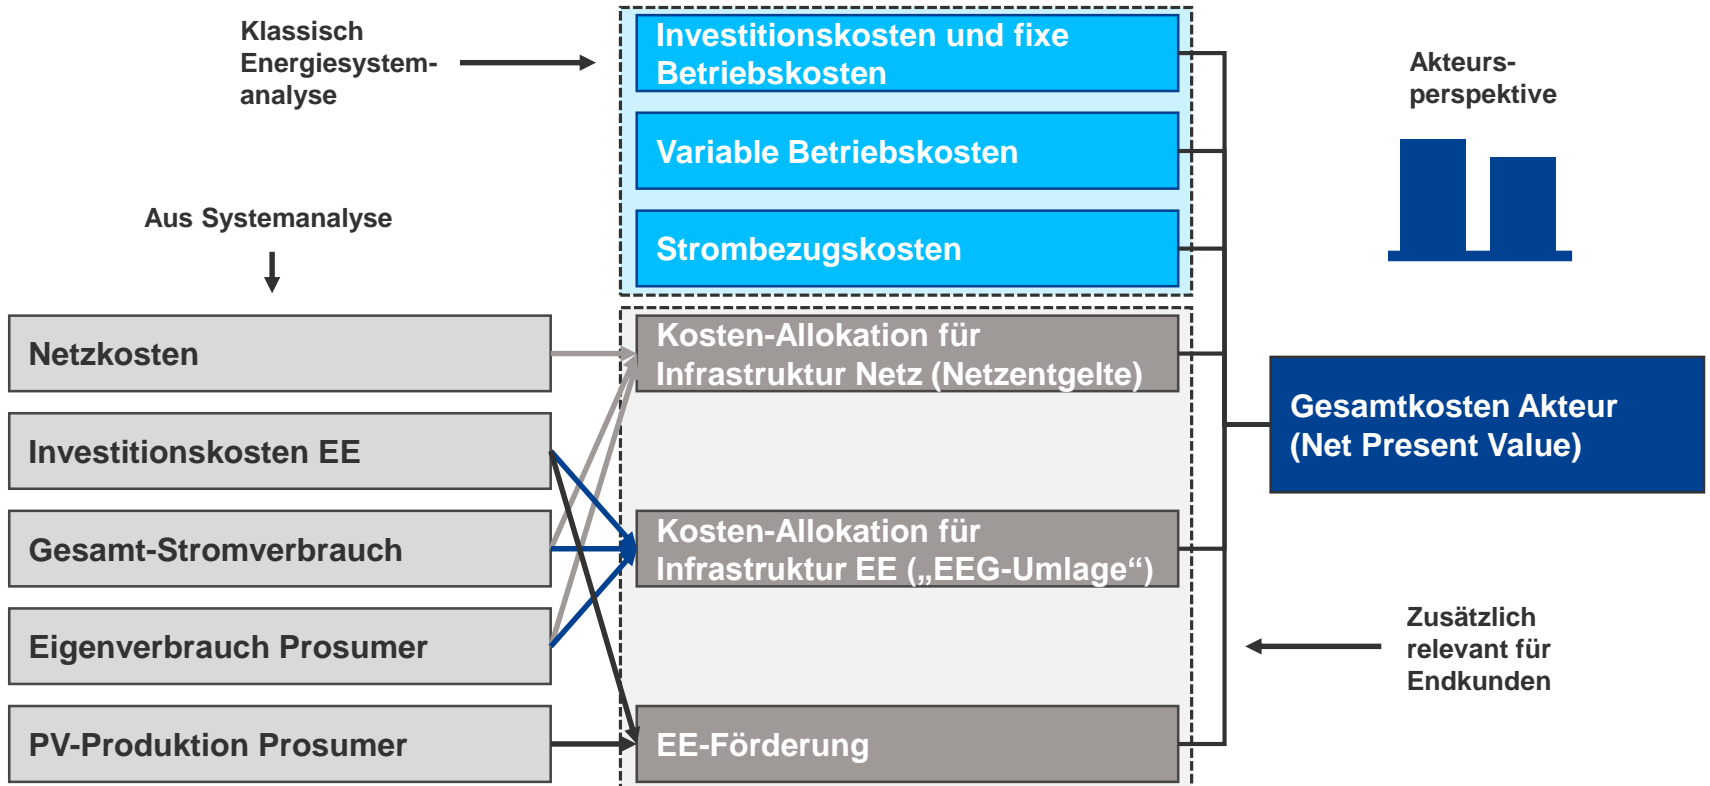 Klassisch
Energiesystem-
analyse
Investitionskosten und fixe
Betriebskosten
Variable Betriebskosten
Strombezugskosten
Akteurs-
perspektive
Aus Systemanalyse
Netzkosten
Investitionskosten EE
Gesamt-Stromverbrauch
Eigenverbrauch Prosumer
PV-Produktion Prosumer
Kosten-Allokation für
Infrastruktur Netz (Netzentgelte)
Kosten-Allokation für
Infrastruktur EE („EEG-Umlage“)
EE-Förderung
Gesamtkosten Akteur
(Net Present Value)
Zusätzlich
relevant für
Endkunden